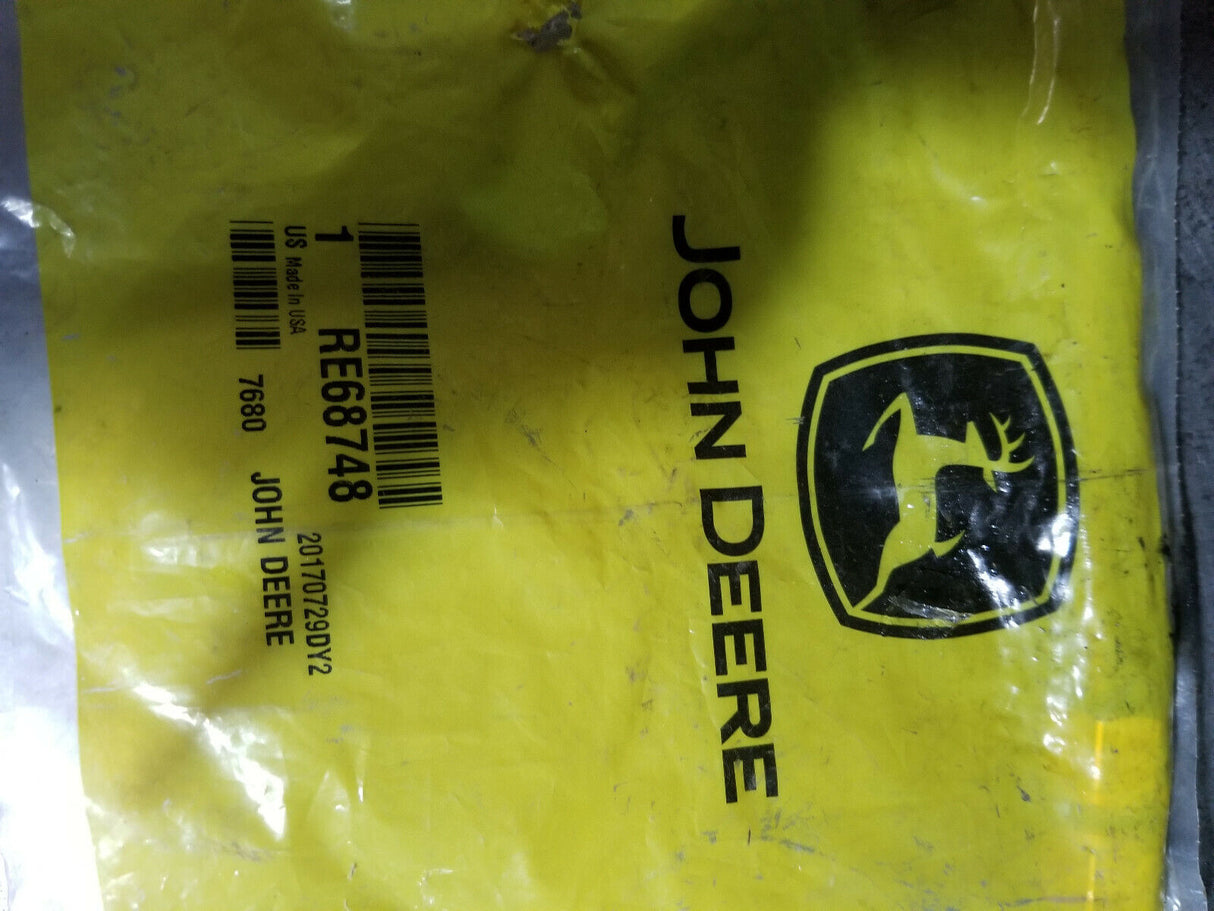 JOHN DEERE
1 RE68748
US Made In USA
20170729DY2
7680 JOHN DEERE